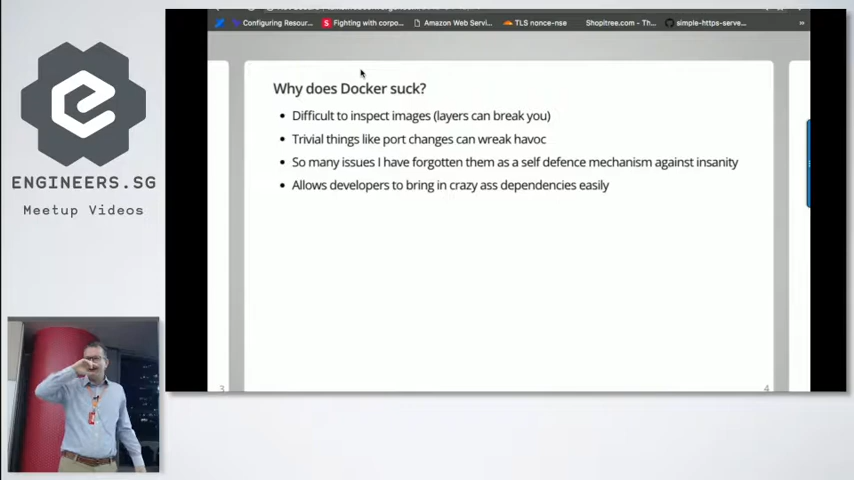 Configuring Resour...
Fighting with corpo...
Amazon Web Servi...
TLS nonce-nse
Shopitree.com - Th...
simple-https-serve...
»
Why does Docker suck?
• Difficult to inspect images (layers can break you)
• Trivial things like port changes can wreak havoc
• So many issues I have forgotten them as a self defence mechanism against insanity
• Allows developers to bring in crazy ass dependencies easily
3
4
ENGINEERS.SG
Meetup Videos